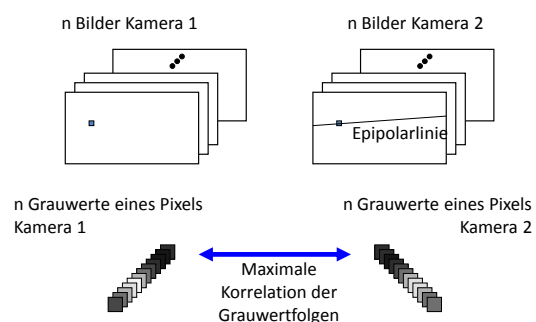 n Bilder Kamera 1
n Bilder Kamera 2
Epipolarlinie
n Grauwerte eines Pixels
Kamera 1
n Grauwerte eines Pixels
Kamera 2
Maximale
Korrelation der
Grauwertfolgen